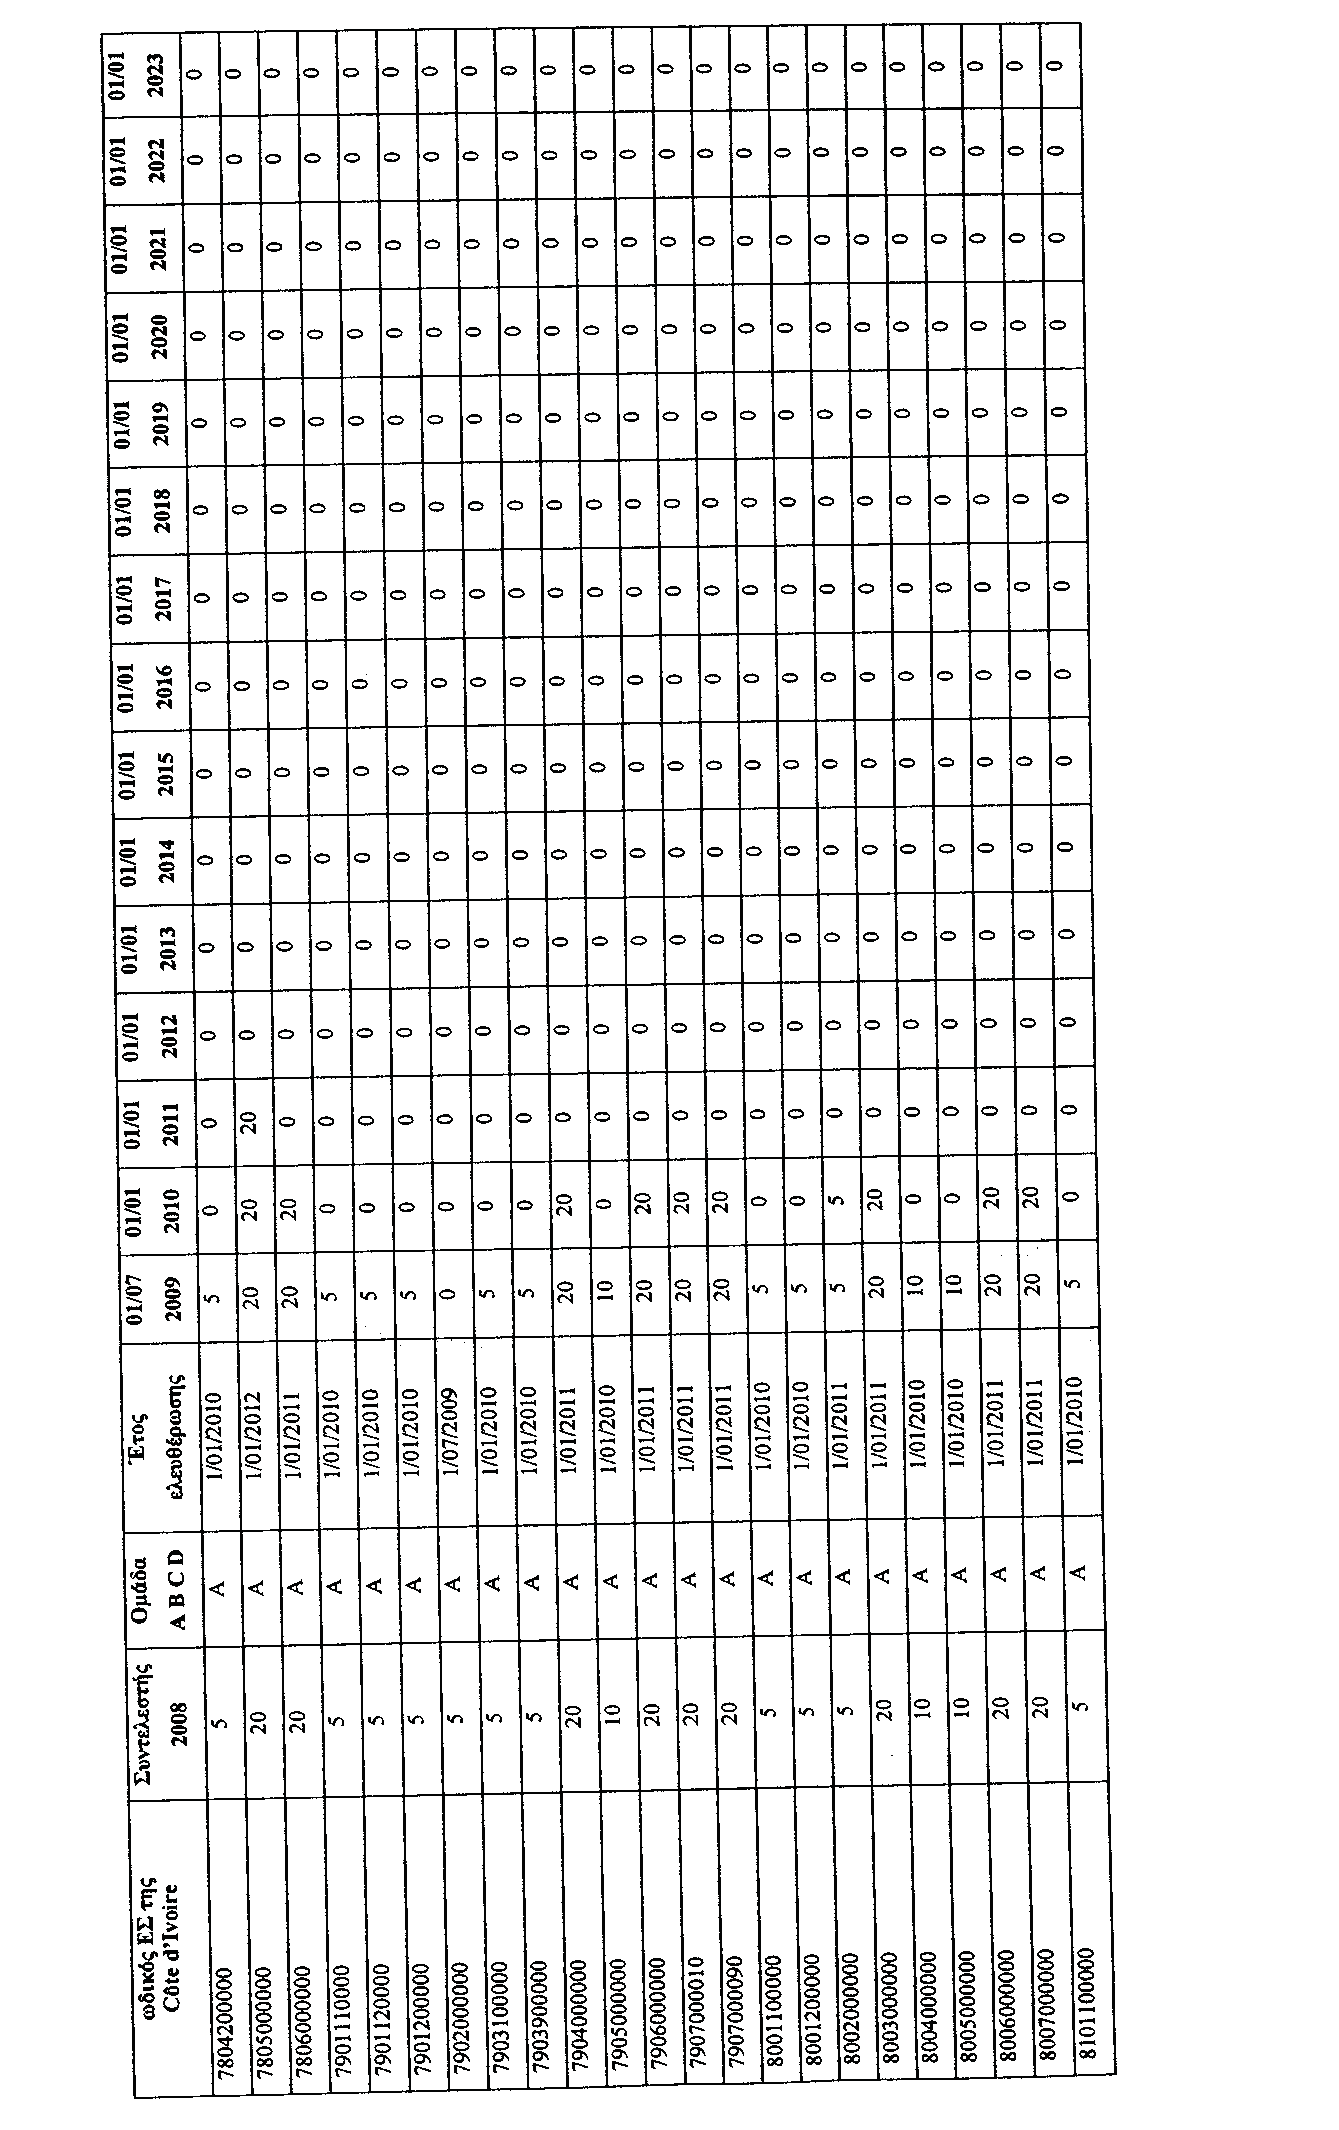 ωδικός ΕΣ της Côte d'Ivoire Συντελεστής 2008 Ομάδα A B C D Έτος ελευθέρωσης 01/07 2009 01/01 2010 01/01 2011 01/01 2012 01/01 2013 01/01 2014 01/01 2015 01/01 2016 01/01 2017 01/01 2018 01/01 2019 01/01 2020 01/01 2021 01/01 2022 01/01 2023
7804200000 5 A 1/01/2010 5 0 0 0 0 0 0 0 0 0 0 0 0 0 0
7805000000 20 A 1/01/2012 20 20 20 0 0 0 0 0 0 0 0 0 0 0 0
7806000000 20 A 1/01/2011 20 20 0 0 0 0 0 0 0 0 0 0 0 0 0
7901110000 5 A 1/01/2010 5 0 0 0 0 0 0 0 0 0 0 0 0 0 0
7901120000 5 A 1/01/2010 5 0 0 0 0 0 0 0 0 0 0 0 0 0 0
7901200000 5 A 1/01/2010 5 0 0 0 0 0 0 0 0 0 0 0 0 0 0
7902000000 5 A 1/07/2009 0 0 0 0 0 0 0 0 0 0 0 0 0 0 0
7903100000 5 A 1/01/2010 5 0 0 0 0 0 0 0 0 0 0 0 0 0 0
7903900000 5 A 1/01/2010 5 0 0 0 0 0 0 0 0 0 0 0 0 0 0
7904000000 20 A 1/01/2011 20 20 0 0 0 0 0 0 0 0 0 0 0 0 0
7905000000 10 A 1/01/2010 10 0 0 0 0 0 0 0 0 0 0 0 0 0 0
7906000000 20 A 1/01/2011 20 20 0 0 0 0 0 0 0 0 0 0 0 0 0
7907000010 20 A 1/01/2011 20 20 0 0 0 0 0 0 0 0 0 0 0 0 0
7907000090 20 A 1/01/2011 20 20 0 0 0 0 0 0 0 0 0 0 0 0 0
8001100000 5 A 1/01/2010 5 0 0 0 0 0 0 0 0 0 0 0 0 0 0
8001200000 5 A 1/01/2010 5 0 0 0 0 0 0 0 0 0 0 0 0 0 0
8002000000 5 A 1/01/2011 5 5 0 0 0 0 0 0 0 0 0 0 0 0 0
8003000000 20 A 1/01/2011 20 20 0 0 0 0 0 0 0 0 0 0 0 0 0
8004000000 10 A 1/01/2010 10 0 0 0 0 0 0 0 0 0 0 0 0 0 0
8005000000 10 A 1/01/2010 10 0 0 0 0 0 0 0 0 0 0 0 0 0 0
8006000000 20 A 1/01/2011 20 20 0 0 0 0 0 0 0 0 0 0 0 0 0
8007000000 20 A 1/01/2011 20 20 0 0 0 0 0 0 0 0 0 0 0 0 0
8101100000 5 A 1/01/2010 5 0 0 0 0 0 0 0 0 0 0 0 0 0 0